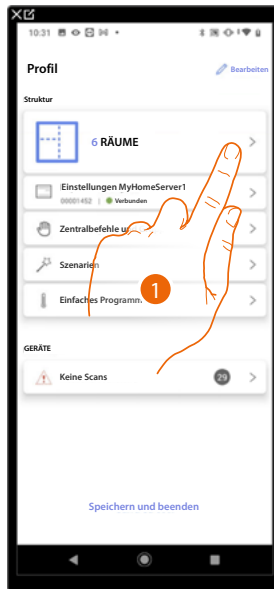 10:31
Profil
Bearbeiten
Struktur
6 RÄUME
Einstellungen MyHomeServer1
00001452 | Verbunden
Zentralbefehle u
Szenarien
1
Einfaches Programm
GERÄTE
Keine Scans 29
Speichern und beenden